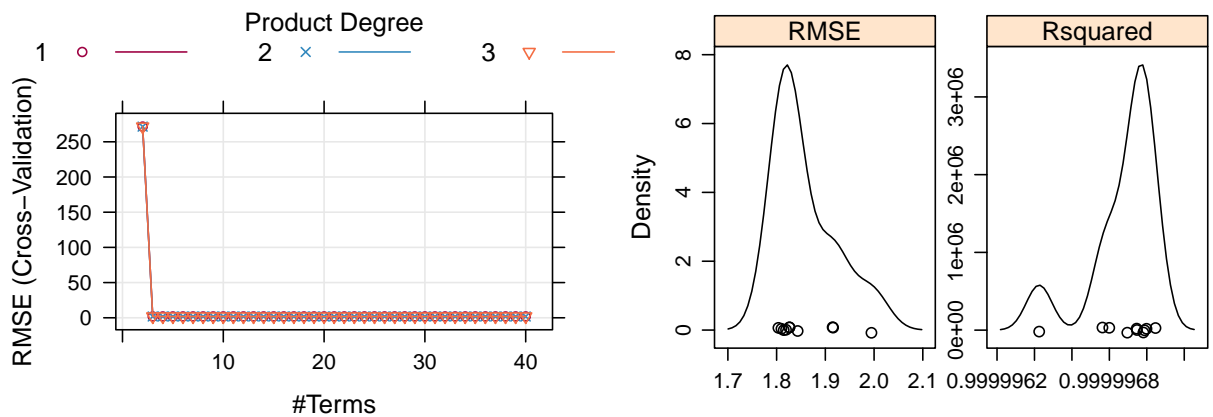 Product Degree
1 2 3
RMSE (Cross−Validation)
250
200
150
100
50
0
10 20 30 40
#Terms
RMSE
Density
8
6
4
2
0
1.7 1.8 1.9 2.0 2.1
Rsquared
3e+06
2e+06
1e+06
0e+00
0.9999962 0.9999968